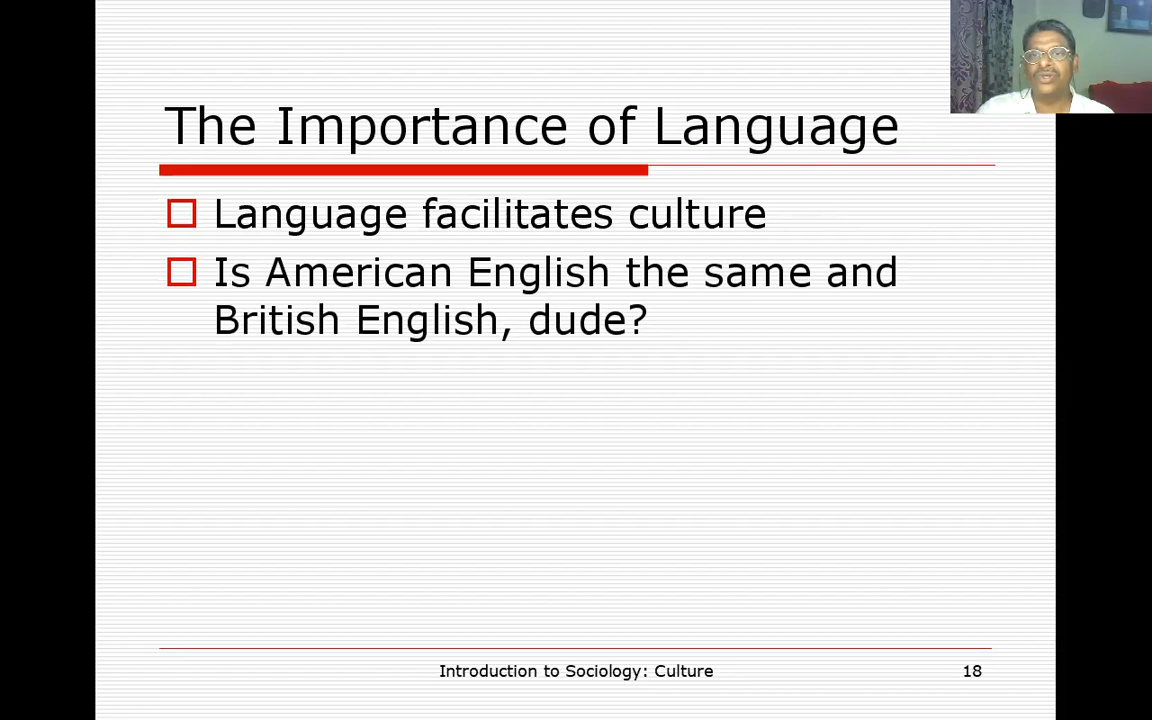 The Importance of Language
Language facilitates culture
Is American English the same and
British English, dude?
Introduction to Sociology: Culture 18